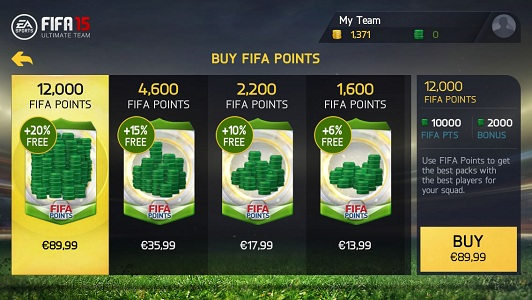 EA SPORTS
FIFA 15
ULTIMATE TEAM
My Team
1,371
0
BUY FIFA POINTS
12,000
FIFA POINTS
+20%
FREE
FIFA
POINTS
€89,99
4,600
FIFA POINTS
+15%
FREE
FIFA
POINTS
€35,99
2,200
FIFA POINTS
+10%
FREE
FIFA
POINTS
€17,99
1,600
FIFA POINTS
+6%
FREE
FIFA
POINTS
€13,99
12,000
FIFA POINTS
10000
FIFA PTS
2000
BONUS
Use FIFA Points to get
the best packs with
the best players for
your squad.
BUY
€89,99